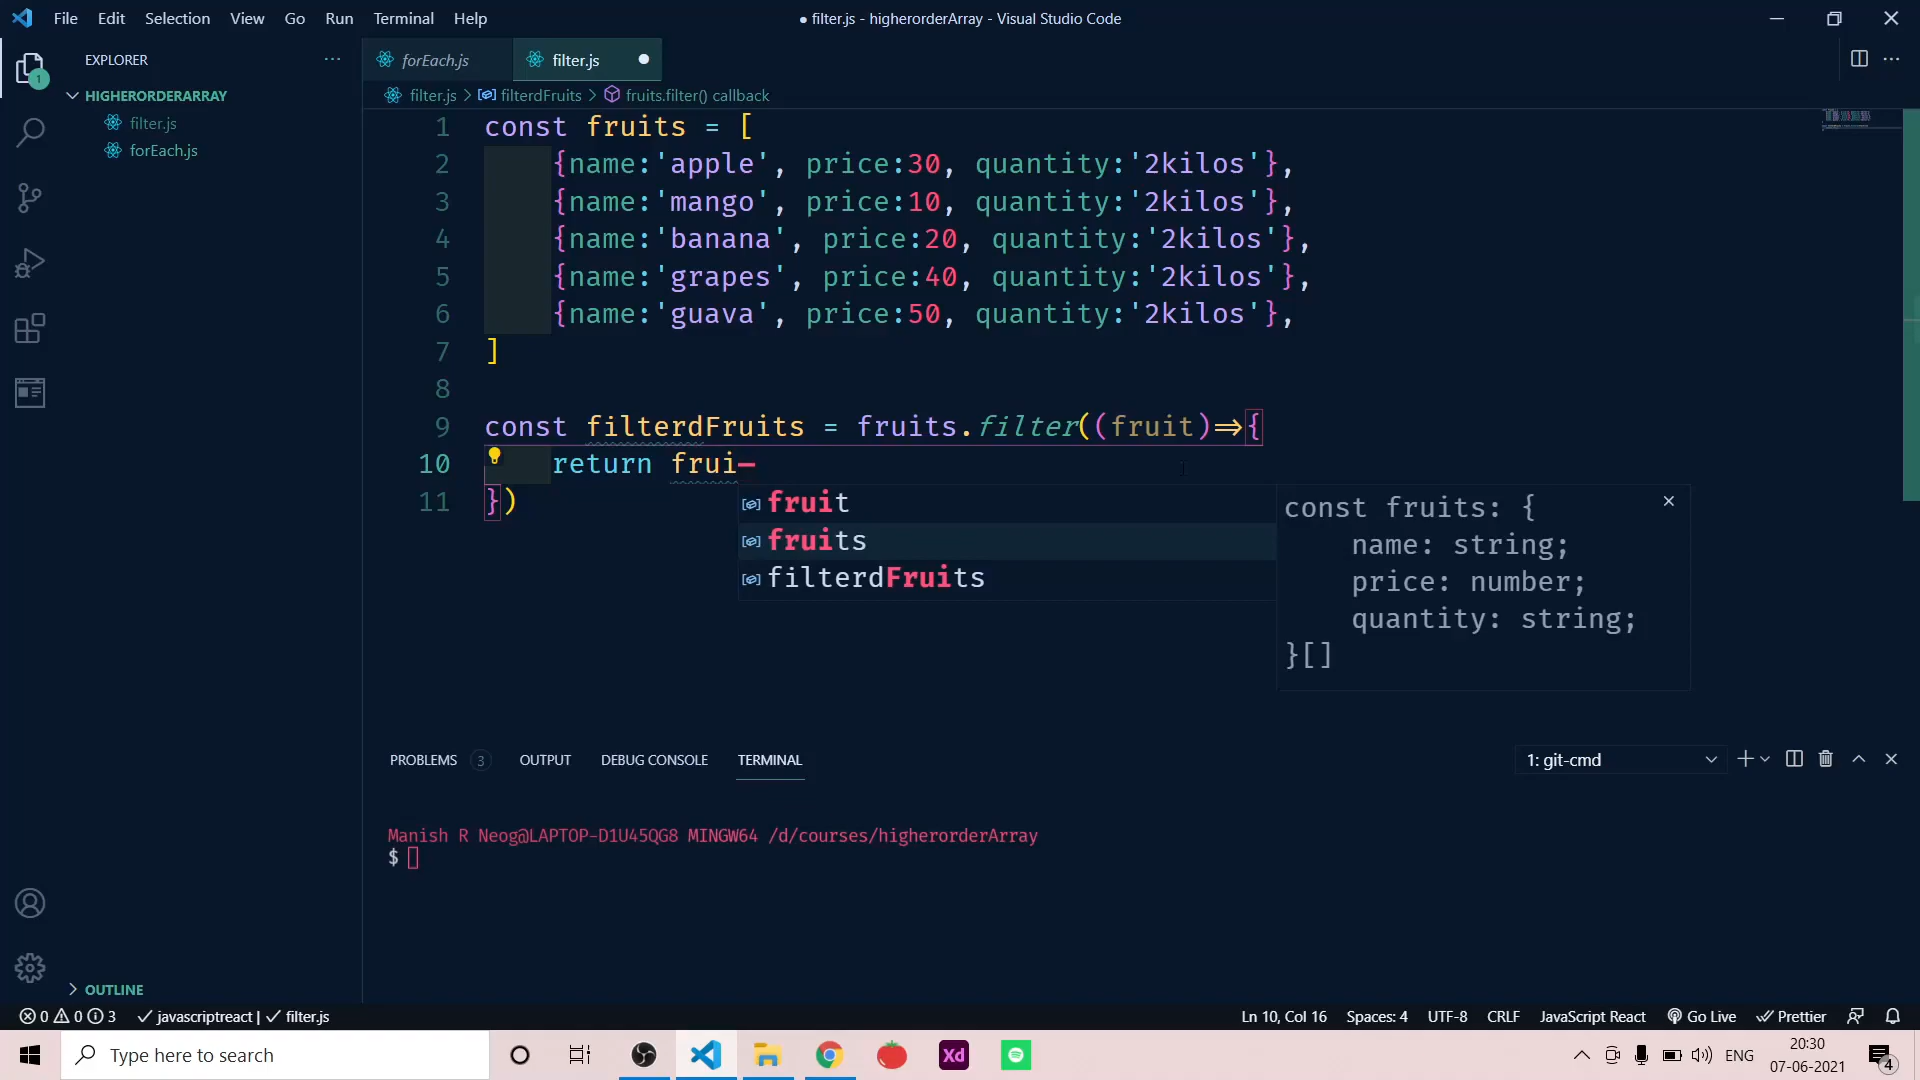 File Edit Selection View Go Run Terminal Help
● filter.js - higherorderArray - Visual Studio Code
EXPLORER
1
HIGHERORDERARRAY
filter.js
forEach.js
OUTLINE
forEach.js
filter.js
filter.js > filterdFruits > fruits.filter() callback
1 const fruits = [
2 {name:'apple', price:30, quantity:'2kilos'},
3 {name:'mango', price:10, quantity:'2kilos'},
4 {name:'banana', price:20, quantity:'2kilos'},
5 {name:'grapes', price:40, quantity:'2kilos'},
6 {name:'guava', price:50, quantity:'2kilos'},
7 ]
8
9 const filterdFruits = fruits.filter((fruit)=>{
10 return frui
11 })
fruit
fruits
filterdFruits
const fruits: {
name: string;
price: number;
quantity: string;
}[]
PROBLEMS 3 OUTPUT DEBUG CONSOLE TERMINAL
1: git-cmd
Manish R Neog@LAPTOP-D1U45QG8 MINGW64 /d/courses/higherorderArray
$
0 0 3 javascriptreact | filter.js
Ln 10, Col 16 Spaces: 4 UTF-8 CRLF JavaScript React Go Live Prettier
Type here to search
Xd
ENG
20:30
07-06-2021
4